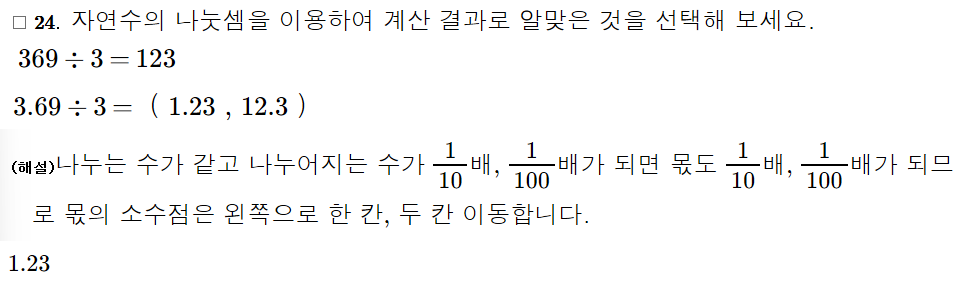 □ 24. 자연수의 나눗셈을 이용하여 계산 결과로 알맞은 것을 선택해 보세요.
369 ÷ 3 = 123
3.69 ÷ 3 = ( 1.23 , 12.3 )
(해설)나누는 수가 같고 나누어지는 수가 1/10배, 1/100배가 되면 몫도 1/10배, 1/100배가 되므
로 몫의 소수점은 왼쪽으로 한 칸, 두 칸 이동합니다.
1.23